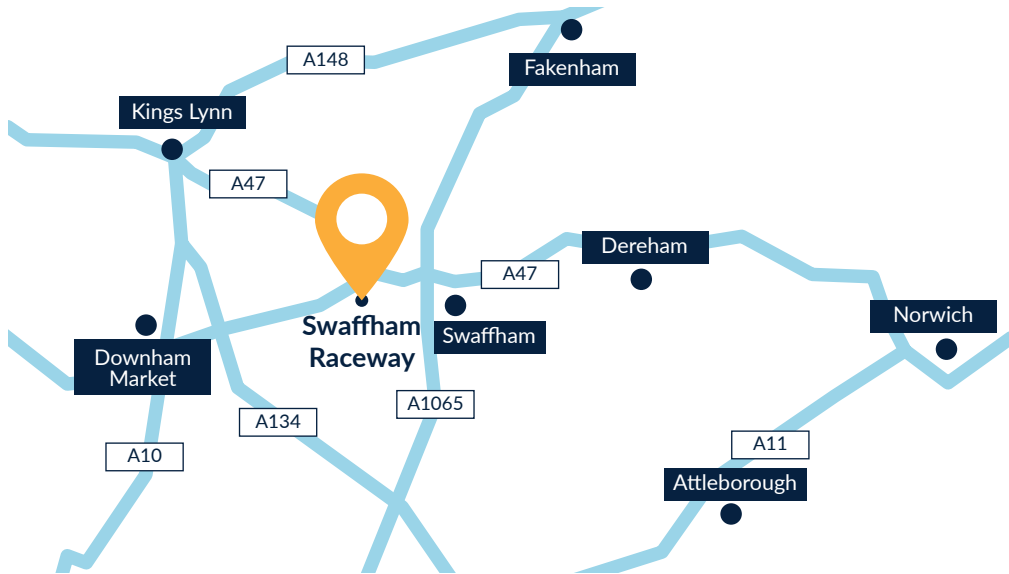 A148
Fakenham
Kings Lynn
A47
Dereham
A47
Norwich
Swaffham
Raceway
Swaffham
Downham
Market
A1065
A134
A11
A10
Attleborough